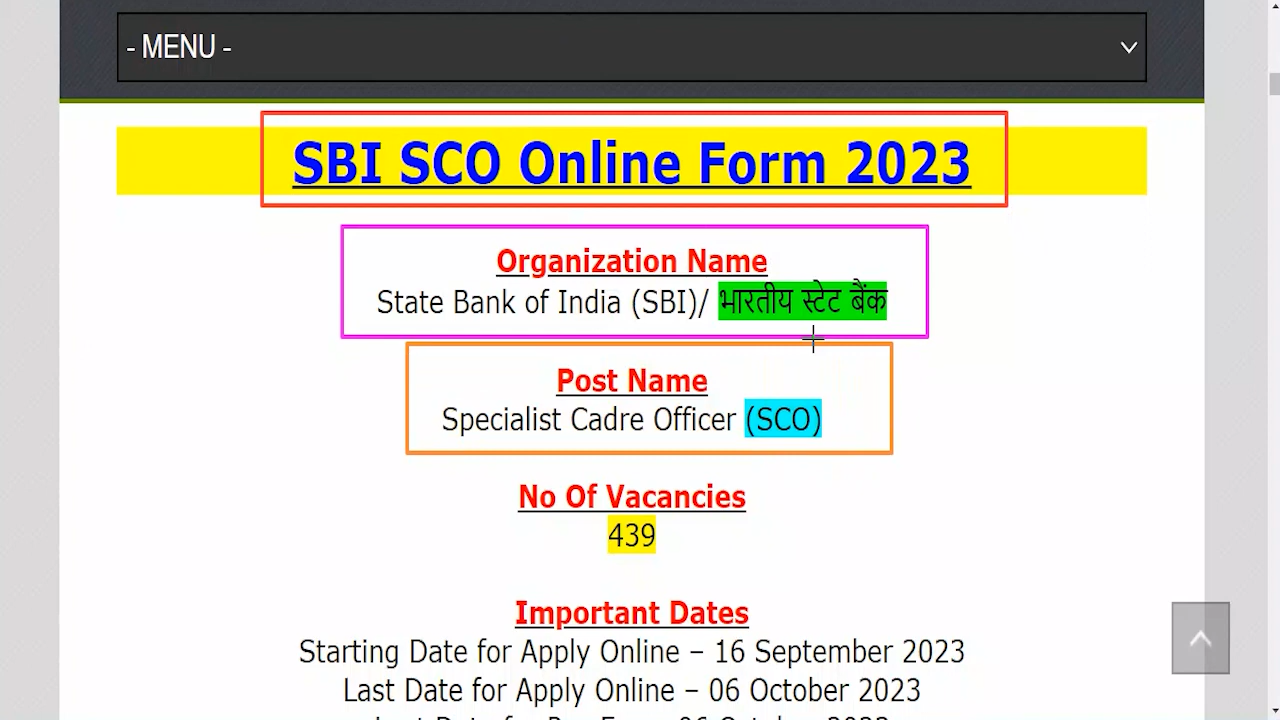 - MENU -
SBI SCO Online Form 2023
Organization Name
State Bank of India (SBI)/ भारतीय स्टेट बैंक
Post Name
Specialist Cadre Officer (SCO)
No Of Vacancies
439
Important Dates
Starting Date for Apply Online – 16 September 2023
Last Date for Apply Online – 06 October 2023